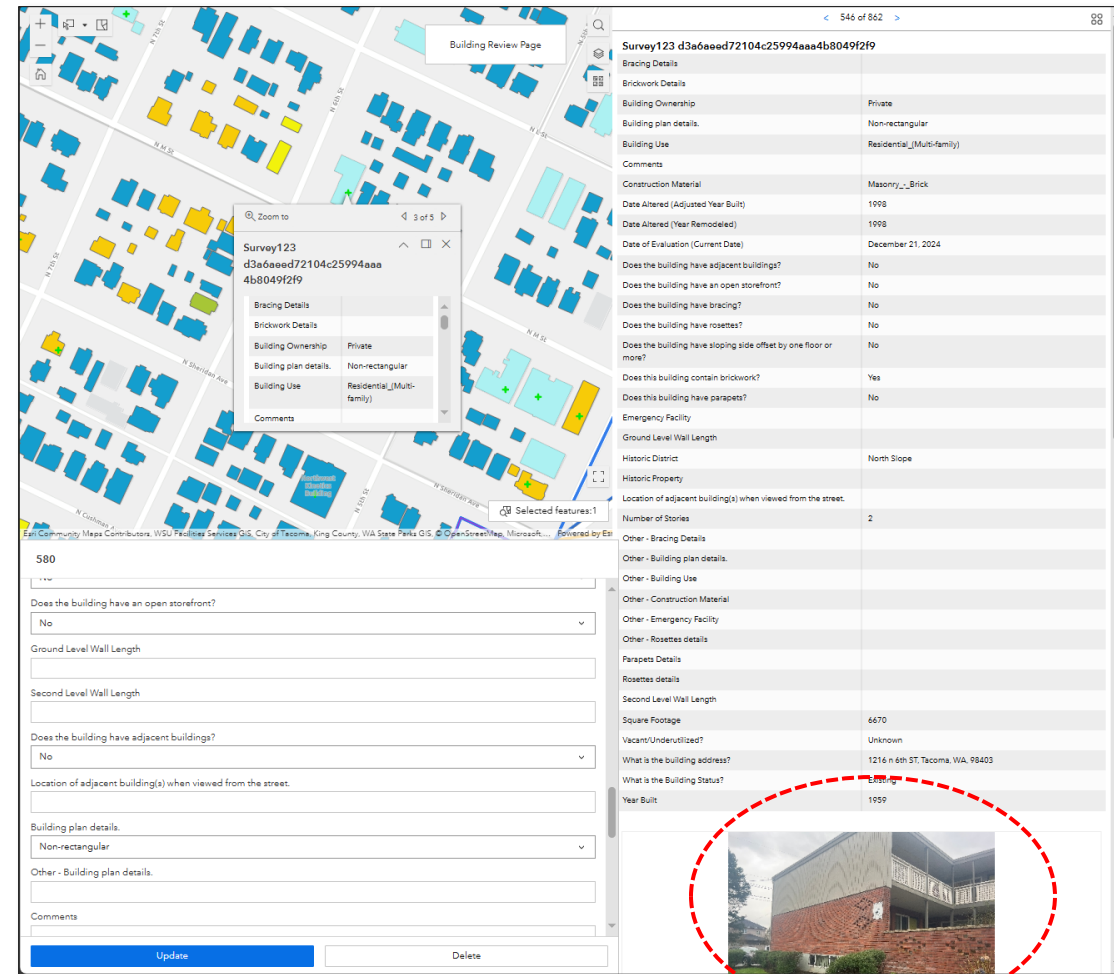 N 7th St
N 6th St
N L St
N M St
N M St
N 7th St
N Sheridan Ave
N 5th St
N Sheridan Ave
N Cushman A
Building Review Page
Zoom to
3 of 5
Survey123
d3a6aeed72104c25994aaa
4b8049f2f9
Bracing Details
Brickwork Details
Building Ownership Private
Building plan details. Non-rectangular
Building Use Residential_(Multi-
family)
Comments
Selected features:1
Esri Community Maps Contributors, WSU Facilities Services GIS, City of Tacoma, King County, WA State Parks GIS, © OpenStreetMap, Microsoft,... Powered by Esri
580
No
Does the building have an open storefront?
No
Ground Level Wall Length
Second Level Wall Length
Does the building have adjacent buildings?
No
Location of adjacent building(s) when viewed from the street.
Building plan details.
Non-rectangular
Other - Building plan details.
Comments
Update
Delete
546 of 862
Survey123 d3a6aeed72104c25994aaa4b8049f2f9
Bracing Details
Brickwork Details
Building Ownership Private
Building plan details. Non-rectangular
Building Use Residential_(Multi-family)
Comments
Construction Material Masonry_-_Brick
Date Altered (Adjusted Year Built) 1998
Date Altered (Year Remodeled) 1998
Date of Evaluation (Current Date) December 21, 2024
Does the building have adjacent buildings? No
Does the building have an open storefront? No
Does the building have bracing? No
Does the building have rosettes? No
Does the building have sloping side offset by one floor or No
more?
Does this building contain brickwork? Yes
Does this building have parapets? No
Emergency Facility
Ground Level Wall Length
Historic District North Slope
Historic Property
Location of adjacent building(s) when viewed from the street.
Number of Stories 2
Other - Bracing Details
Other - Building plan details.
Other - Building Use
Other - Construction Material
Other - Emergency Facility
Other - Rosettes details
Parapets Details
Rosettes details
Second Level Wall Length
Square Footage 6670
Vacant/Underutilized? Unknown
What is the building address? 1216 n 6th ST, Tacoma, WA, 98403
What is the Building Status? Existing
Year Built 1959